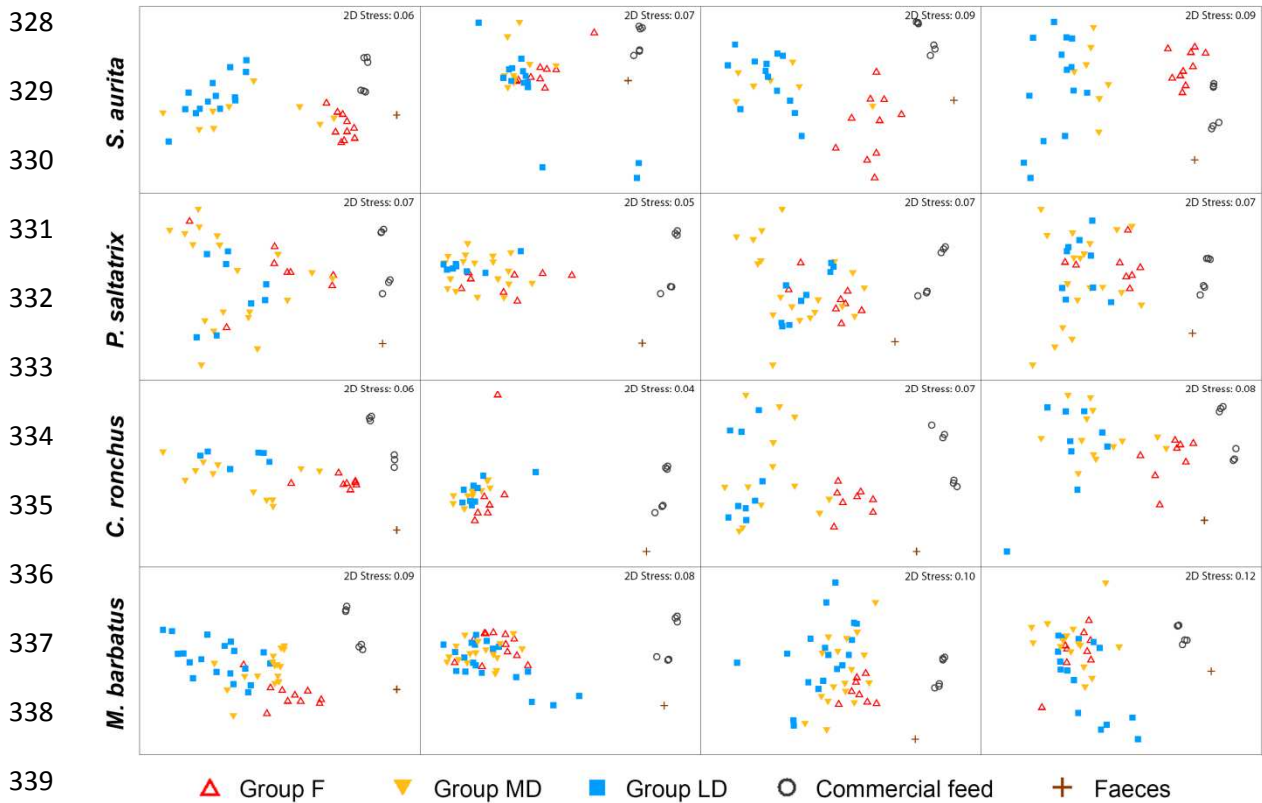 328
2D Stress: 0.06
2D Stress: 0.07
2D Stress: 0.09
2D Stress: 0.09
S. aurita
329
330
331
2D Stress: 0.07
2D Stress: 0.05
2D Stress: 0.07
2D Stress: 0.07
P. saltatrix
332
333
2D Stress: 0.06
2D Stress: 0.04
2D Stress: 0.07
2D Stress: 0.08
C. ronchus
334
335
336
2D Stress: 0.09
2D Stress: 0.08
2D Stress: 0.10
2D Stress: 0.12
M. barbatus
337
338
339
Group F
Group MD
Group LD
Commercial feed
Faeces